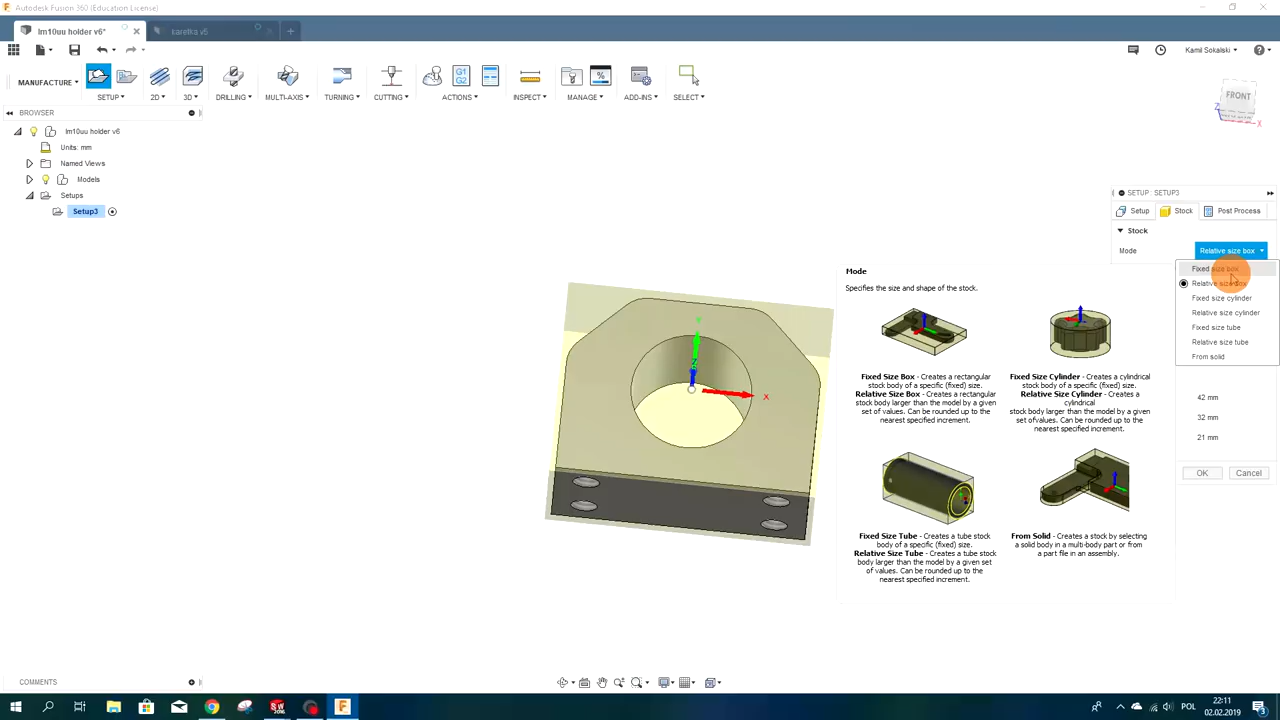 Autodesk Fusion 360 (Education License)
lm10uu holder v6*
karetka v6
Kamil Sokalski
MANUFACTURE
G1
G2
%
SETUP
2D
3D
DRILLING
MULTI-AXIS
TURNING
CUTTING
ACTIONS
INSPECT
MANAGE
ADD-INS
SELECT
FRONT
Z
X
BROWSER
lm10uu holder v6
Units: mm
Named Views
Models
Setups
Setup3
SETUP : SETUP3
Setup
Stock
Post Process
Stock
Mode
Relative size box
Fixed size box
Relative size box
Fixed size cylinder
Relative size cylinder
Fixed size tube
Relative size tube
From solid
42 mm
32 mm
21 mm
OK
Cancel
Mode
Specifies the size and shape of the stock.
Fixed Size Box - Creates a rectangular
stock body of a specific (fixed) size.
Relative Size Box - Creates a rectangular
stock body larger than the model by a given
set of values. Can be rounded up to the
nearest specified increment.
Fixed Size Cylinder - Creates a cylindrical
stock body of a specific (fixed) size.
Relative Size Cylinder - Creates a
cylindrical
stock body larger than the model by a given
set ofvalues. Can be rounded up to the
nearest specified increment.
Fixed Size Tube - Creates a tube stock
body of a specific (fixed) size.
Relative Size Tube - Creates a tube stock
body larger than the model by a given set
of values. Can be rounded up to the
nearest specified increment.
From Solid - Creates a stock by selecting
a solid body in a multi-body part or from
a part file in an assembly.
Y
Z
X
COMMENTS
SW
POL
22:11
02.02.2019
3